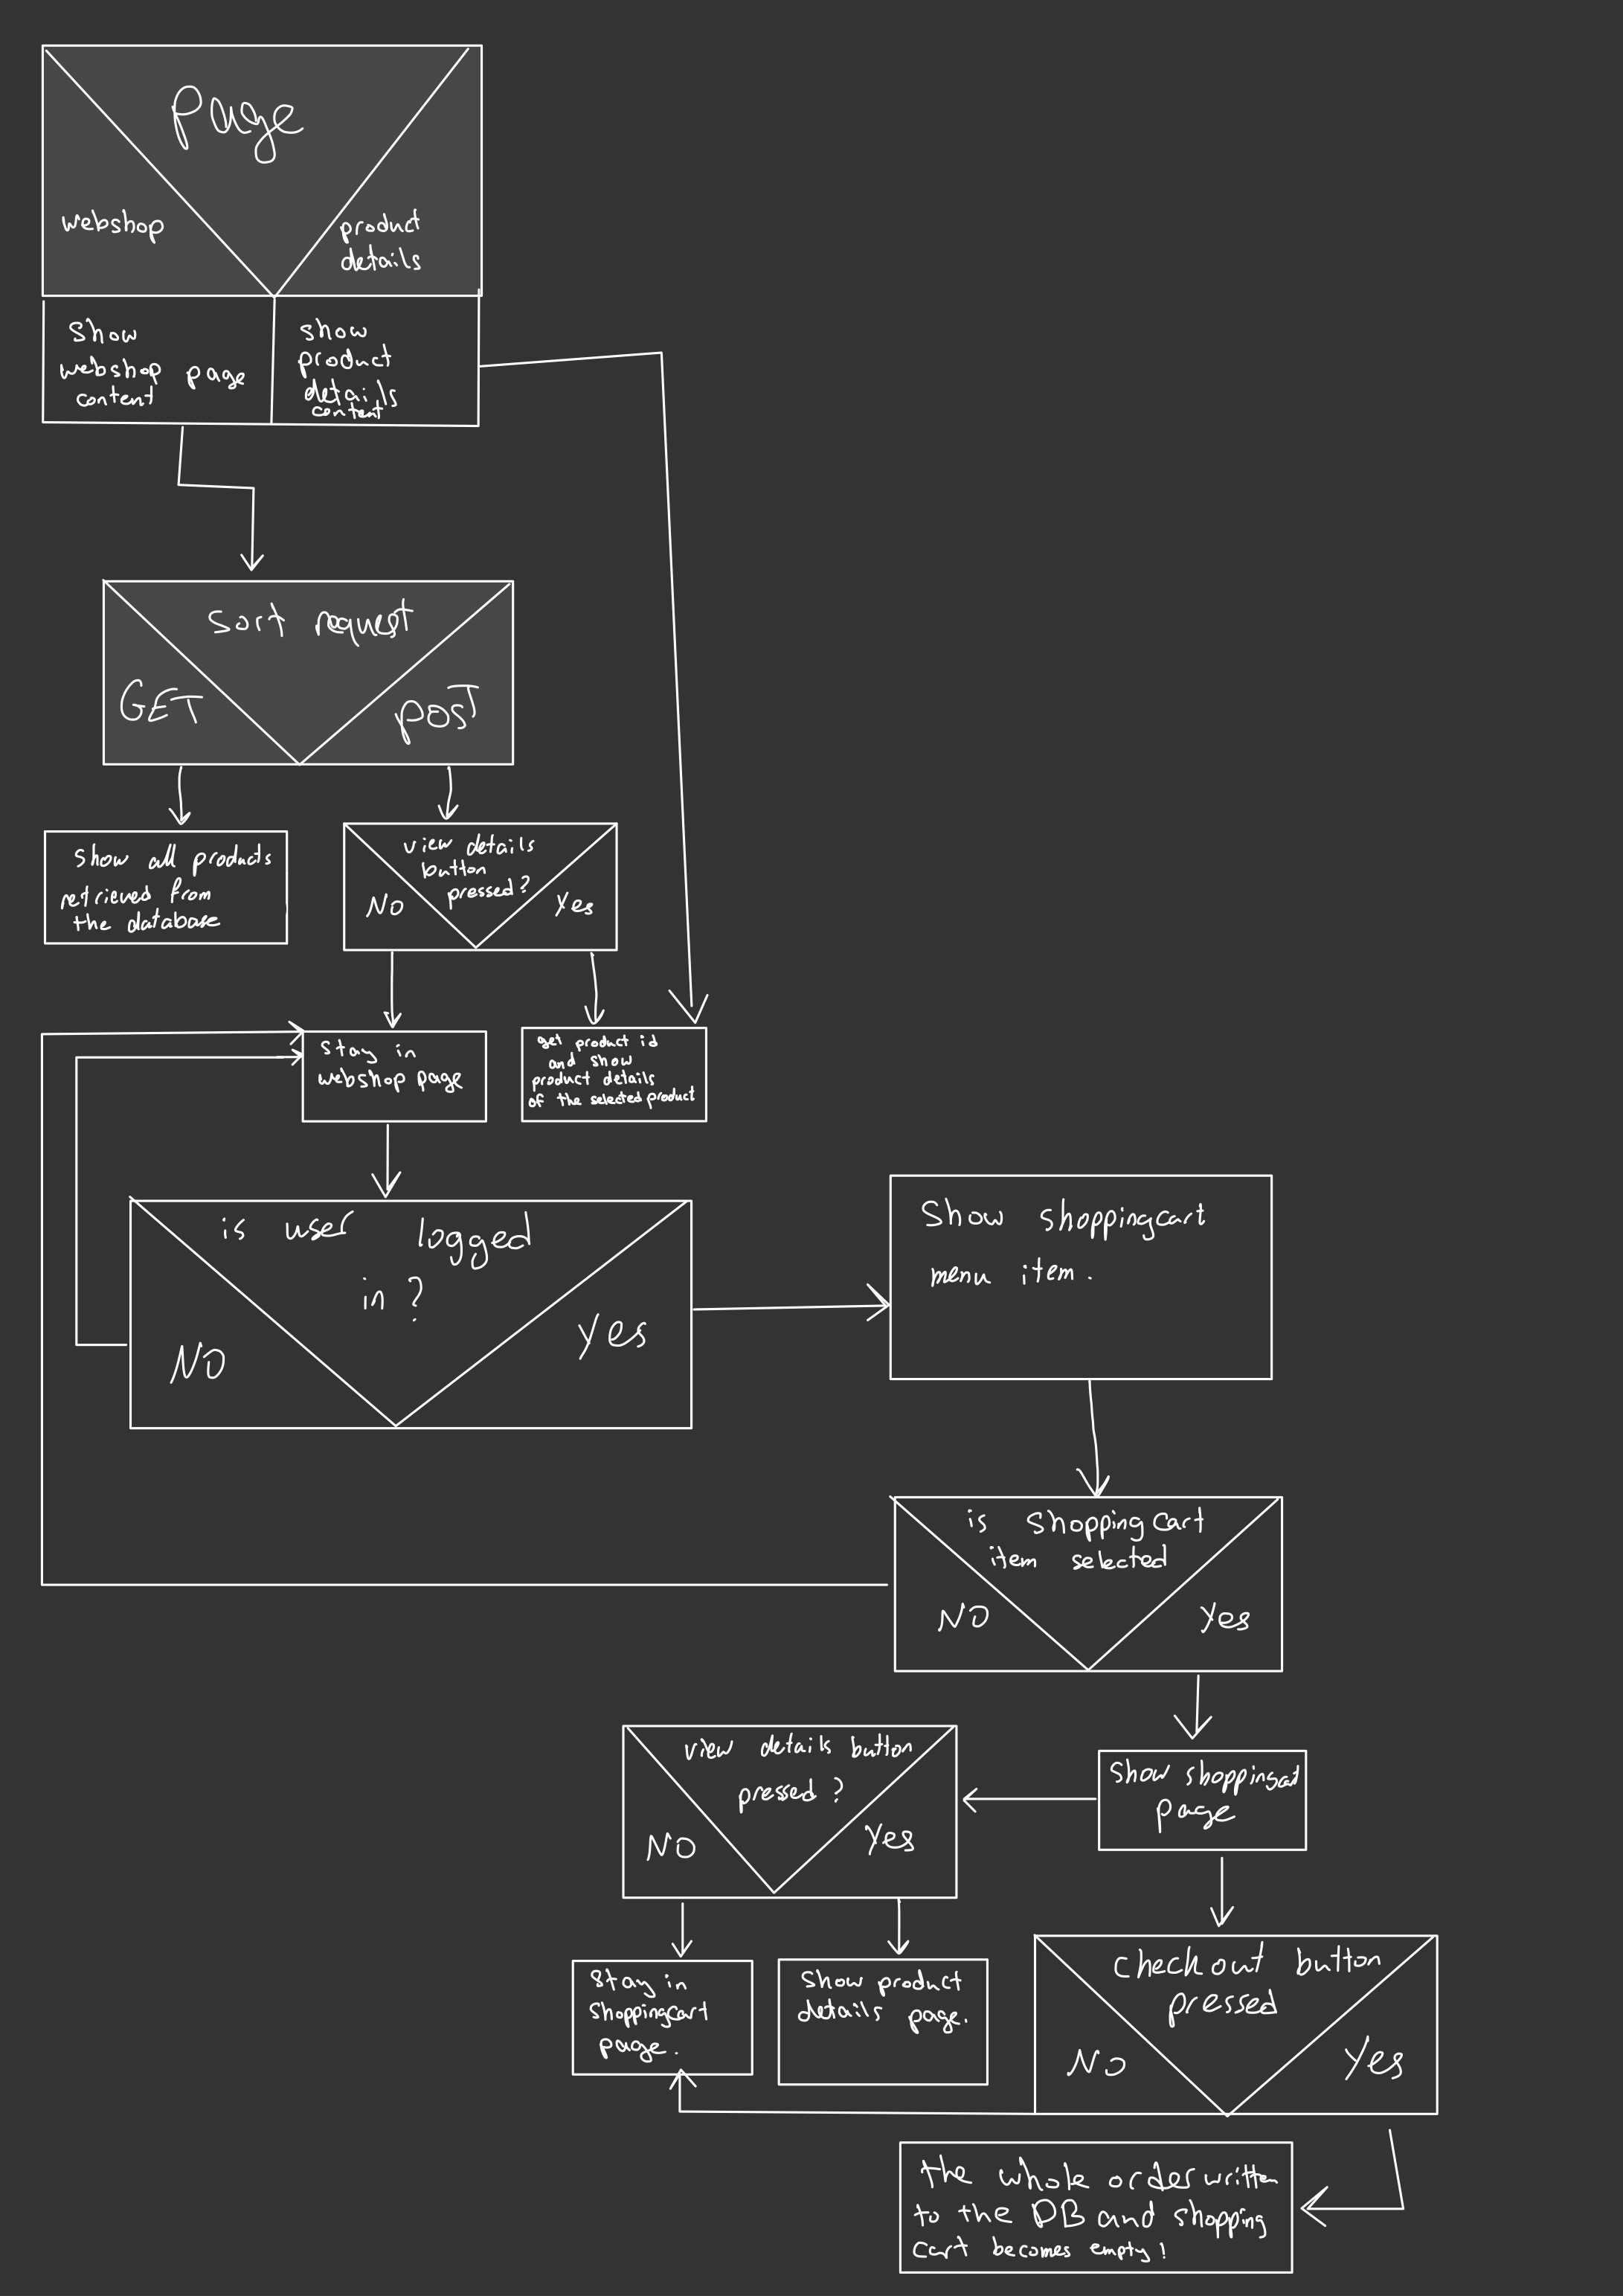 page
webshop
product
details
show
webshop page
content
show
product
details
content
Sort request
GET
POST
show all products
retrieved from
the database
view details
button
pressed?
No
Yes
stay in
webshop page
get product id
and show
product details
of the selected product
is user logged
in ?
No
Yes
Show shoppingcart
menu item.
is shoppingcart
item selected
NO
Yes
view details button
pressed ?
NO
Yes
show shoppingcart
page
stay in
shoppingcart
page.
show product
details page.
checkout button
pressed
No
Yes
the whole order written
to the DB and shopping
cart becomes empty!